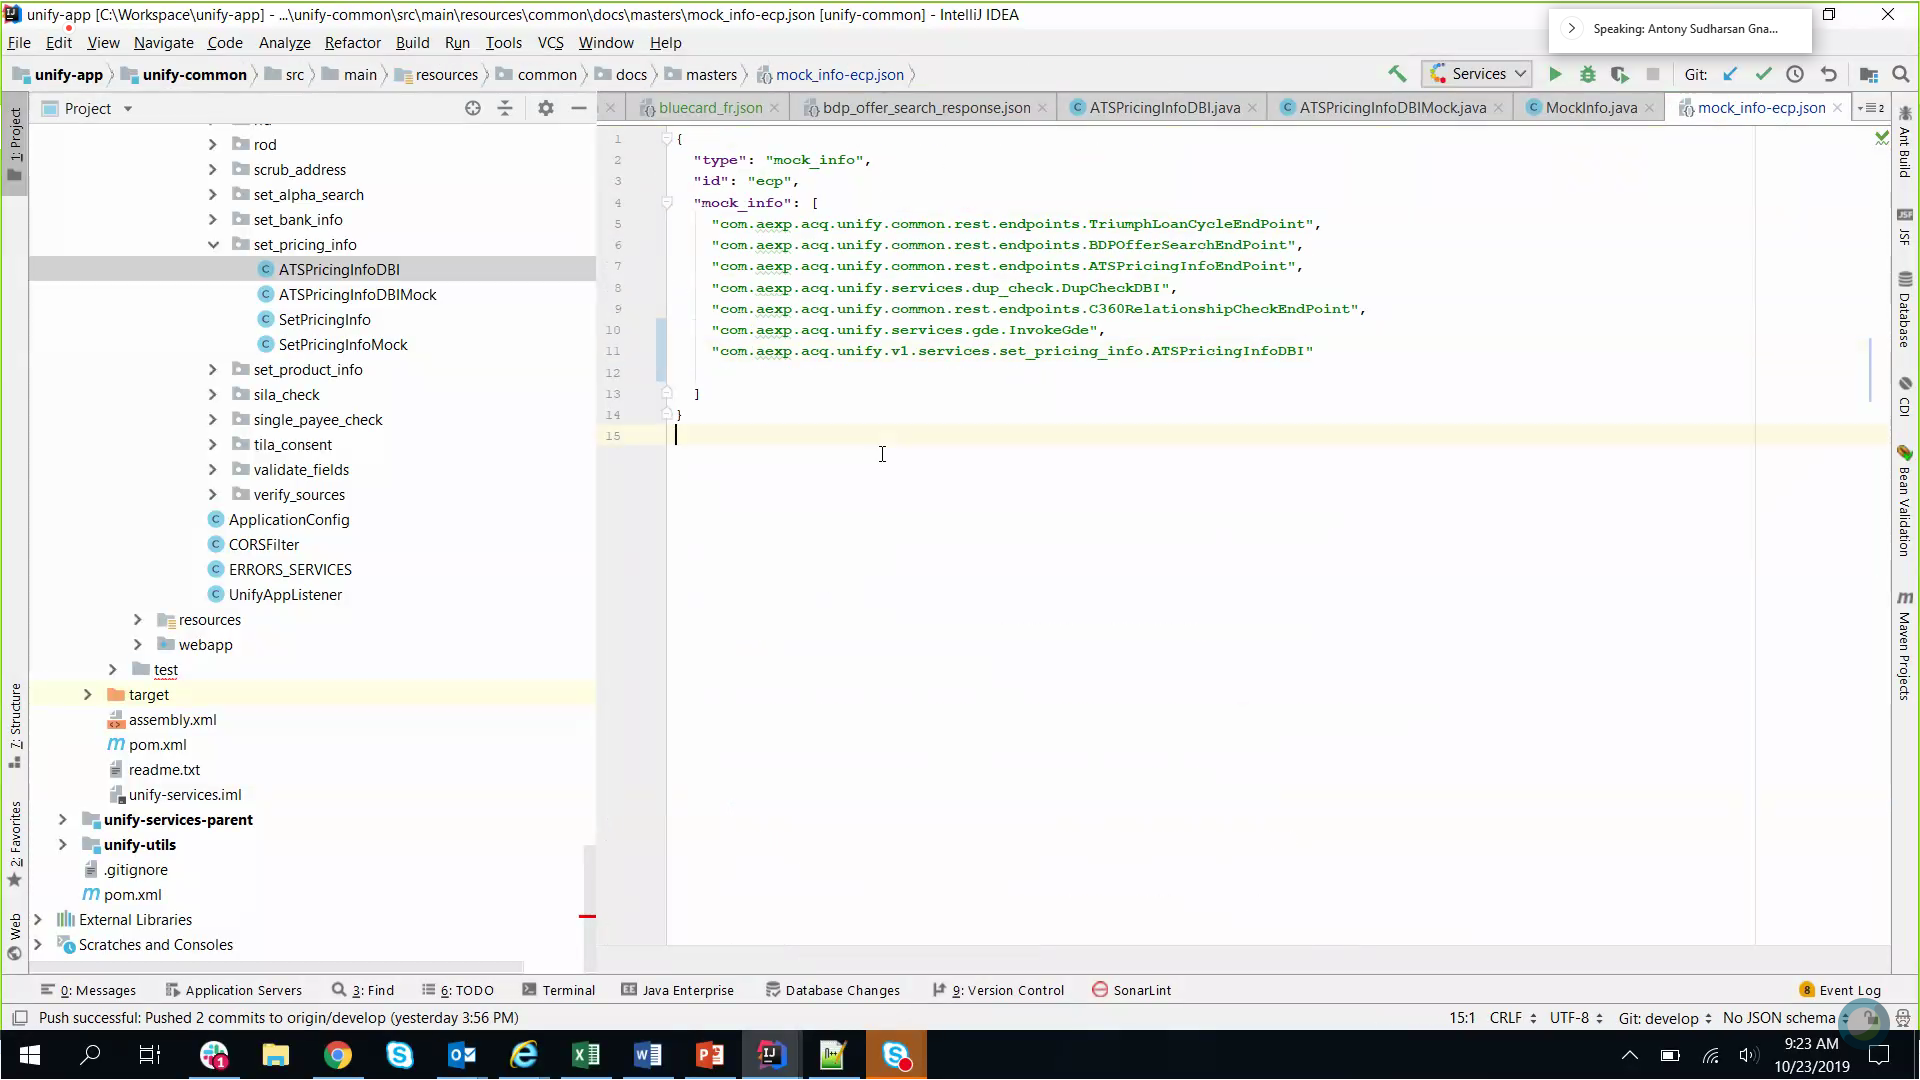 unify-app [C:\Workspace\unify-app] - ...\unify-common\src\main\resources\common\docs\masters\mock_info-ecp.json [unify-common] - IntelliJ IDEA
Speaking: Antony Sudharsan Gna...
File Edit View Navigate Code Analyze Refactor Build Run Tools VCS Window Help
unify-app unify-common src main resources common docs masters mock_info-ecp.json Services Git:
Project
bluecard_fr.json bdp_offer_search_response.json ATSPricingInfoDBI.java ATSPricingInfoDBIMock.java MockInfo.java mock_info-ecp.json 2
1: Project
7: Structure
2: Favorites
Web
rod
scrub_address
set_alpha_search
set_bank_info
set_pricing_info
ATSPricingInfoDBI
ATSPricingInfoDBIMock
SetPricingInfo
SetPricingInfoMock
set_product_info
sila_check
single_payee_check
tila_consent
validate_fields
verify_sources
ApplicationConfig
CORSFilter
ERRORS_SERVICES
UnifyAppListener
resources
webapp
test
target
assembly.xml
pom.xml
readme.txt
unify-services.iml
unify-services-parent
unify-utils
.gitignore
pom.xml
External Libraries
Scratches and Consoles
1 {
2 "type": "mock_info",
3 "id": "ecp",
4 "mock_info": [
5 "com.aexp.acq.unify.common.rest.endpoints.TriumphLoanCycleEndPoint",
6 "com.aexp.acq.unify.common.rest.endpoints.BDPOfferSearchEndPoint",
7 "com.aexp.acq.unify.common.rest.endpoints.ATSPricingInfoEndPoint",
8 "com.aexp.acq.unify.services.dup_check.DupCheckDBI",
9 "com.aexp.acq.unify.common.rest.endpoints.C360RelationshipCheckEndPoint",
10 "com.aexp.acq.unify.services.gde.InvokeGde",
11 "com.aexp.acq.unify.v1.services.set_pricing_info.ATSPricingInfoDBI"
12
13 ]
14 }
15
Ant Build
JSF
Database
CDI
Bean Validation
Maven Projects
0: Messages Application Servers 3: Find 6: TODO Terminal Java Enterprise Database Changes 9: Version Control SonarLint 8 Event Log
Push successful: Pushed 2 commits to origin/develop (yesterday 3:56 PM) 15:1 CRLF UTF-8 Git: develop No JSON schema
9:23 AM
10/23/2019